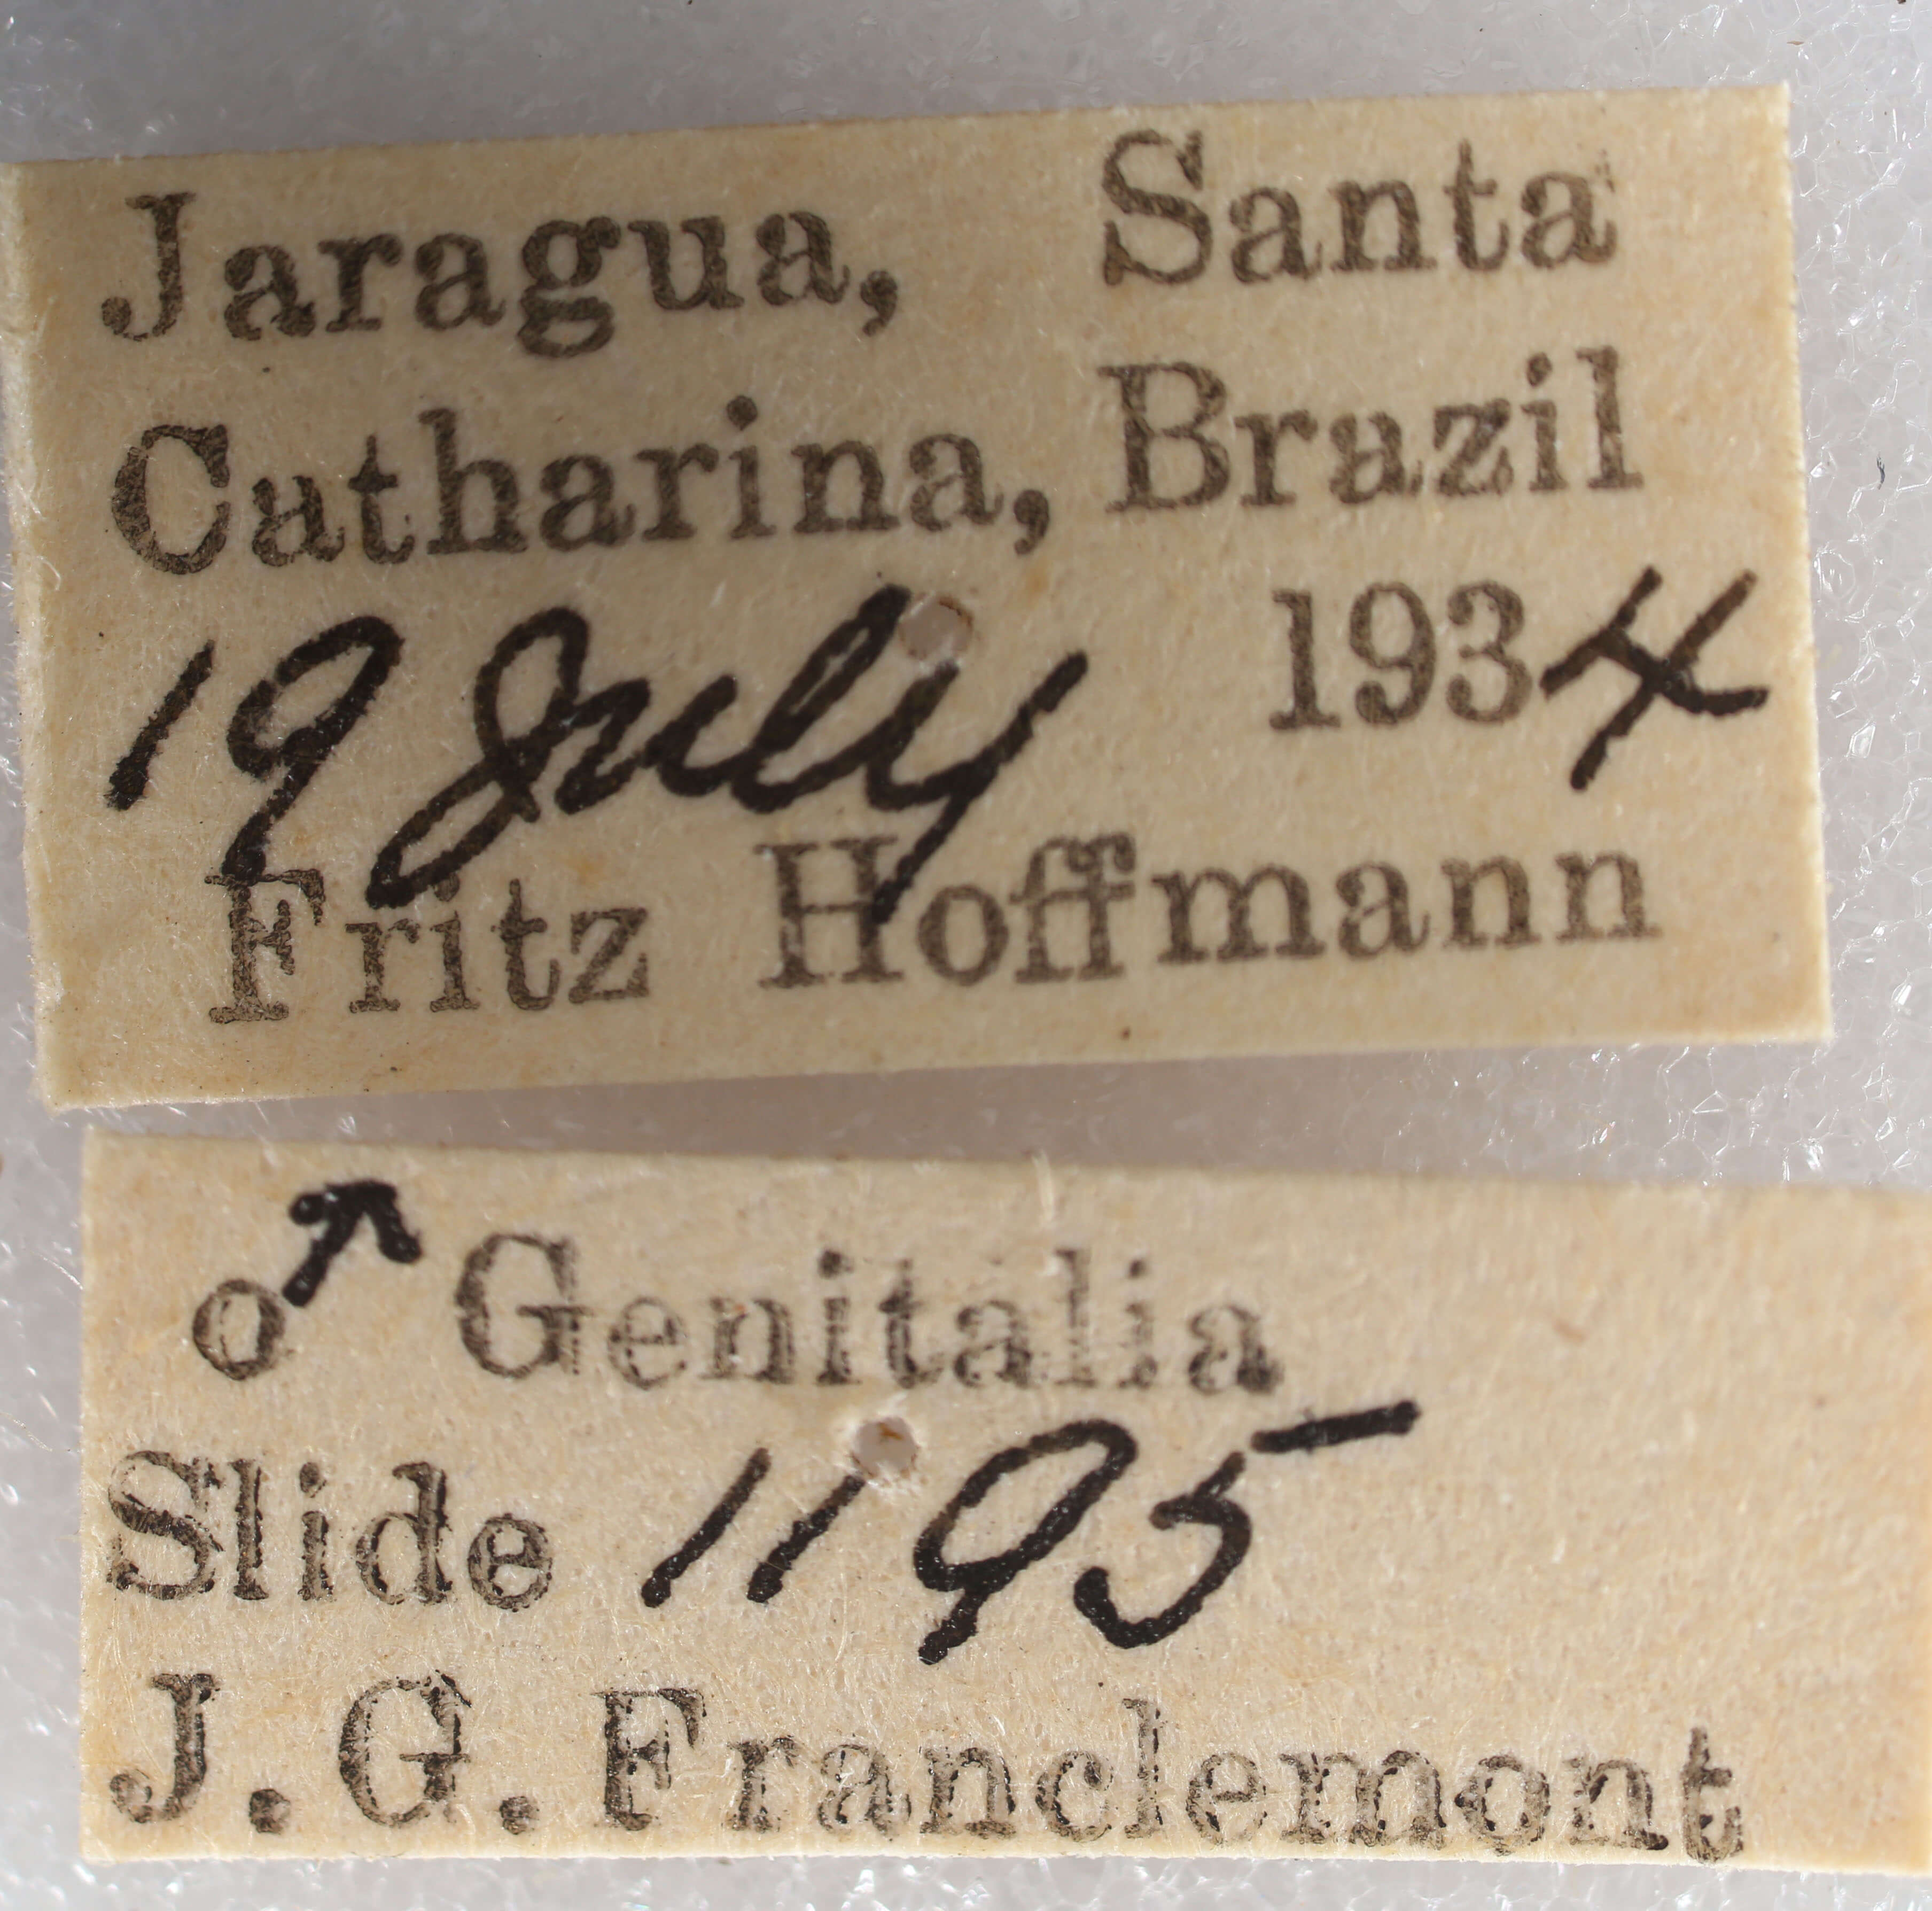 Jaragua, Santa
Catharina, Brazil
19 July 1934
Fritz Hoffmann
♂ Genitalia
Slide 1195
J. G. Franclemont